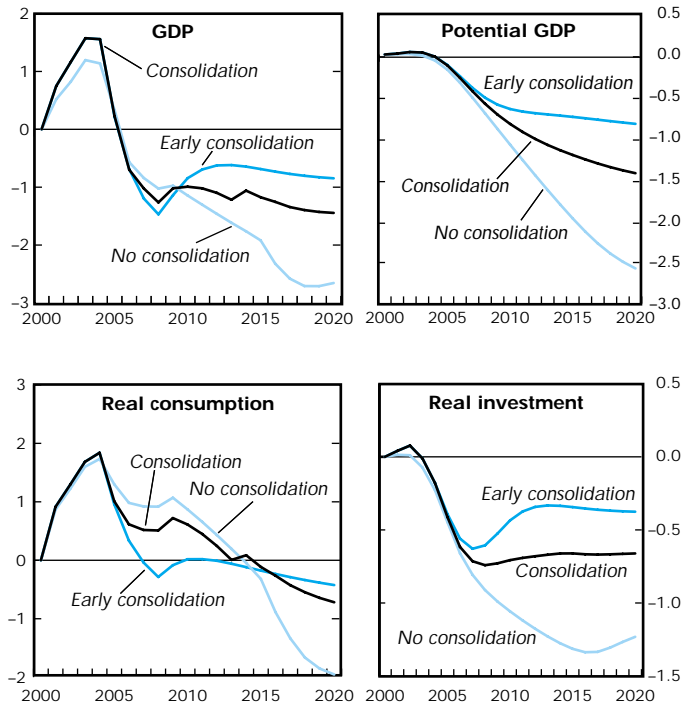 GDP
2
1
0
−1
−2
−3
Consolidation
Early consolidation
No consolidation
2000 2005 2010 2015 2020
Potential GDP
0.5
0.0
−0.5
−1.0
−1.5
−2.0
−2.5
−3.0
Early consolidation
Consolidation
No consolidation
2000 2005 2010 2015 2020
Real consumption
3
2
1
0
−1
−2
Consolidation
No consolidation
Early consolidation
2000 2005 2010 2015 2020
Real investment
0.5
0.0
−0.5
−1.0
−1.5
Early consolidation
Consolidation
No consolidation
2000 2005 2010 2015 2020